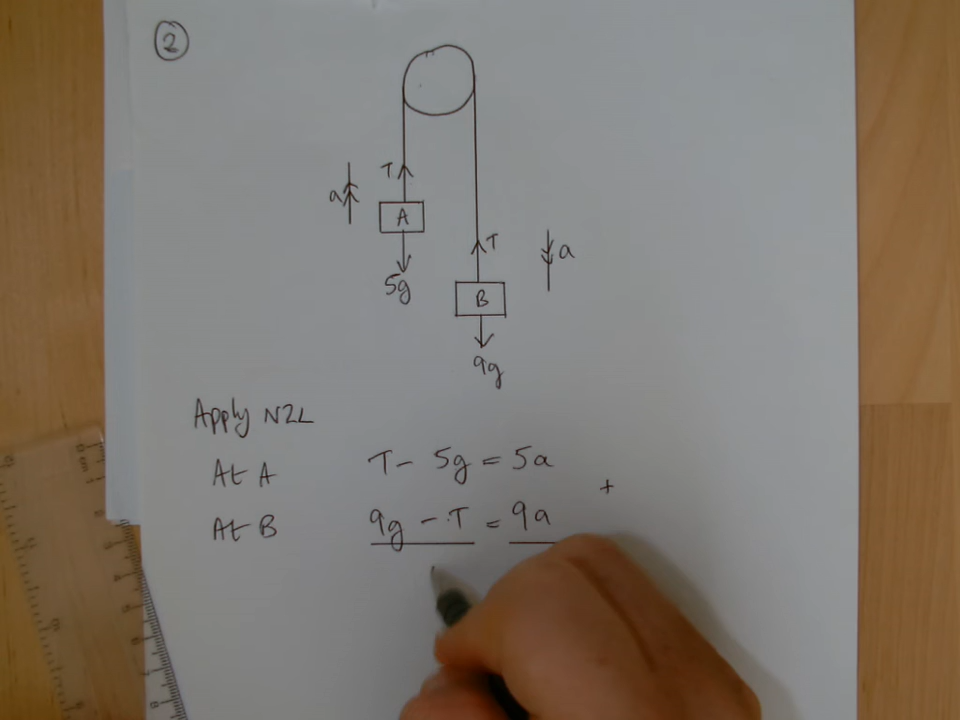 2
T
a
A
T
a
5g
B
9g
Apply N2L
At A T - 5g = 5a
+
At B 9g - T = 9a